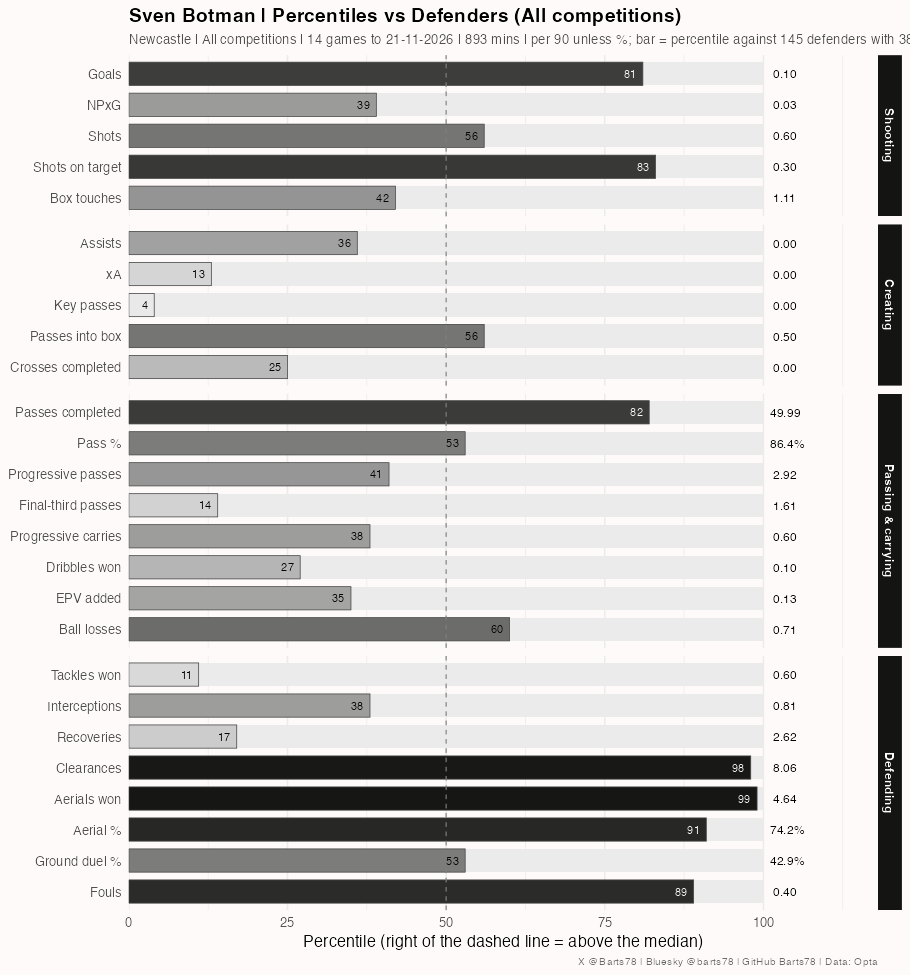 Sven Botman | Percentiles vs Defenders (All competitions)
Newcastle | All competitions | 14 games to 21-11-2026 | 893 mins | per 90 unless %; bar = percentile against 145 defenders with 38
Goals 81 0.10
NPxG 39 0.03
Shots 56 0.60
Shots on target 83 0.30
Box touches 42 1.11
Shooting
Assists 36 0.00
xA 13 0.00
Key passes 4 0.00
Passes into box 56 0.50
Crosses completed 25 0.00
Creating
Passes completed 82 49.99
Pass % 53 86.4%
Progressive passes 41 2.92
Final-third passes 14 1.61
Progressive carries 38 0.60
Dribbles won 27 0.10
EPV added 35 0.13
Ball losses 60 0.71
Passing & carrying
Tackles won 11 0.60
Interceptions 38 0.81
Recoveries 17 2.62
Clearances 98 8.06
Aerials won 99 4.64
Aerial % 91 74.2%
Ground duel % 53 42.9%
Fouls 89 0.40
Defending
0 25 50 75 100
Percentile (right of the dashed line = above the median)
X @Barts78 | Bluesky @barts78 | GitHub Barts78 | Data: Opta